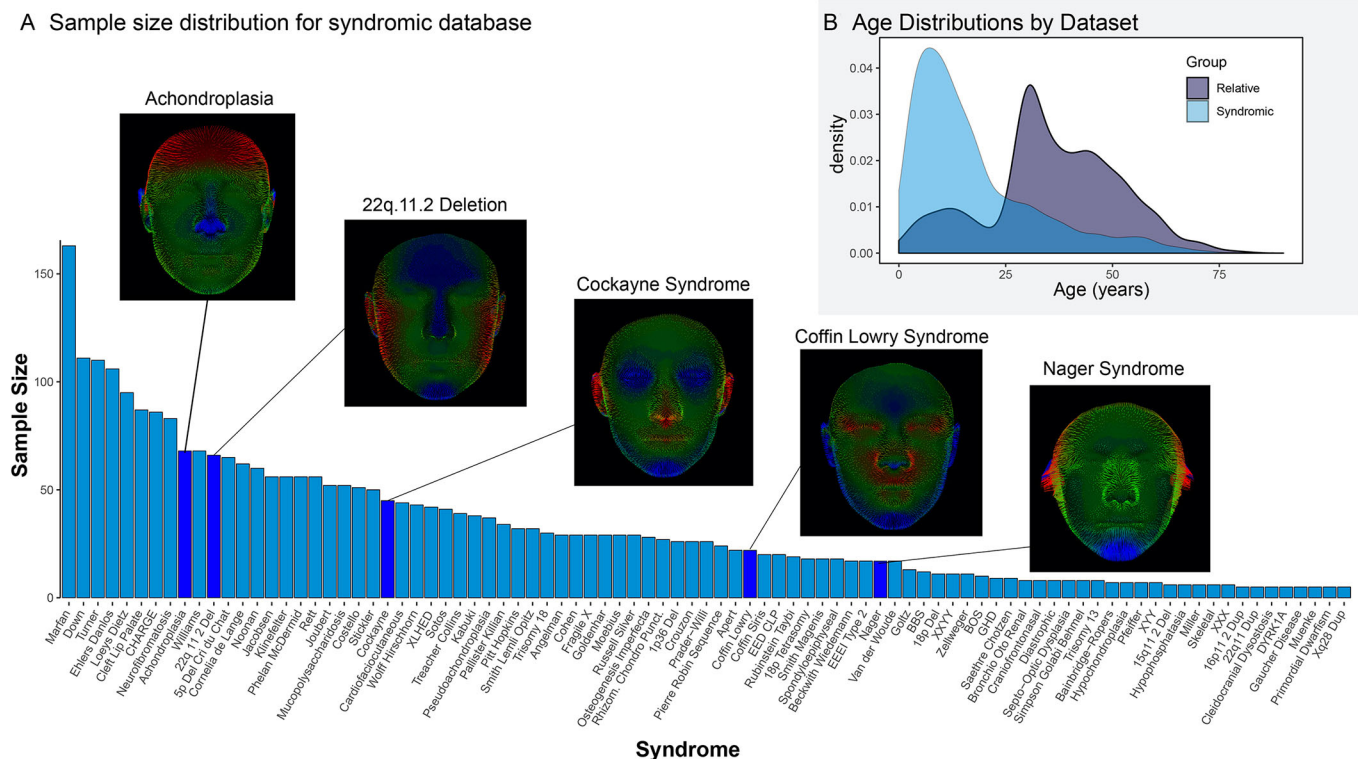 A Sample size distribution for syndromic database
B Age Distributions by Dataset
Achondroplasia
22q.11.2 Deletion
Cockayne Syndrome
Coffin Lowry Syndrome
Nager Syndrome
Group
Relative
Syndromic
density
0.04
0.03
0.02
0.01
0.00
0
25
50
75
Age (years)
Sample Size
150
100
50
0
Marfan
Down
Turner
Ehlers Danlos
Loeys Dietz
Cleft Lip Palate
CHARGE
Neurofibromatosis
Achondroplasia
Williams
22q 11 2 Del
5p Del Cri du Chat
Cornelia de Lange
Noonan
Jacobsen
Klinefelter
Phelan McDermid
Rett
Joubert
Mucopolysaccharidosis
Costello
Stickler
Cockayne
Cardiofaciocutaneous
Wolff Hirschhorn
XLHED
Sotos
Treacher Collins
Kabuki
Pseudoachondroplasia
Pallister Killian
Pitt Hopkins
Smith Lemli Opitz
Trisomy 18
Angelman
Cohen
Fragile X
Goldenhar
Moebius
Russell Silver
Osteogenesis Imperfecta
Rhizom. Chondro Punct.
1p36 Del
Crouzon
Prader-Willi
Pierre Robin Sequence
Apert
Coffin Lowry
Coffin Siris
EED CLP
Rubinstein Taybi
18p Tetrasomy
Smith Magenis
Spondyloepiphyseal
Beckwith Wiedemann
EEEI Type 2
Nager
Van der Woude
Goltz
BBS
18p Del
XXYY
Zellweger
BOS
GHD
Saethre Chotzen
Bronchio Oto Renal
Craniofrontonasal
Diastrophic
Septo-Optic Dysplasia
Simpson Golabi Behmel
Trisomy 13
Bainbridge-Ropers
Hypochondroplasia
Pfeiffer
XYY
Hypophosphatasia
15q11 2 Del
Miller
Skeletal
XXX
16p11 2 Dup
22q11 Dup
Cleidocranial Dysostosis
DYRK1A
Gaucher Disease
Muenke
Primordial Dwarfism
Xq28 Dup
Syndrome